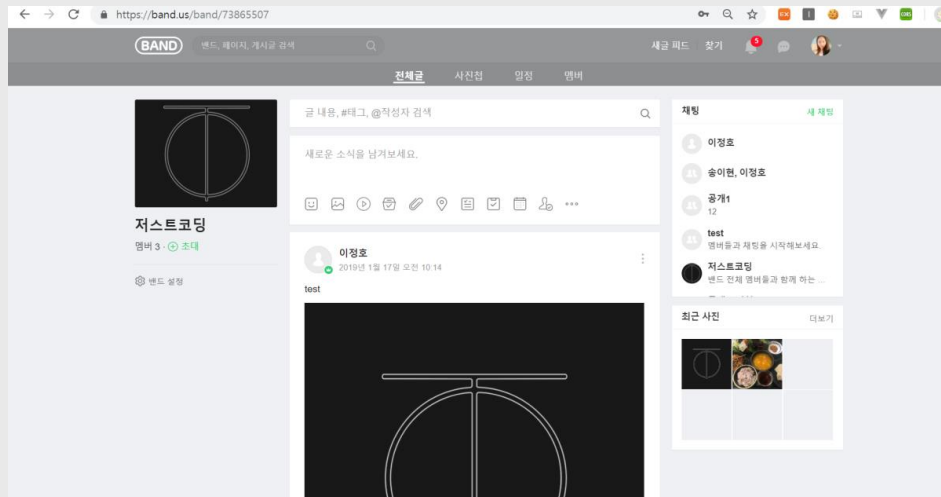 https://band.us/band/73865507
BAND
밴드, 페이지, 게시글 검색
새글 피드
찾기
5
전체글
사진첩
일정
멤버
저스트코딩
멤버 3 · 초대
밴드 설정
글 내용, #태그, @작성자 검색
새로운 소식을 남겨보세요.
이정호
2019년 1월 17일 오전 10:14
test
채팅
새 채팅
이정호
송이현, 이정호
공개1
12
test
멤버들과 채팅을 시작해보세요.
저스트코딩
밴드 전체 멤버들과 함께 하는 ...
최근 사진
더보기